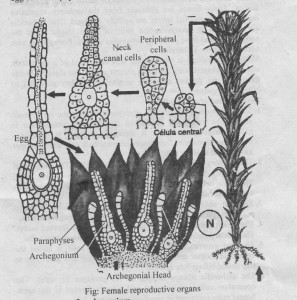 Neck
canal cells
Peripheral
cells
Célula central
Egg
N
Paraphyses
Archegonium
Archegonial Head
Fig: Female reproductive organs